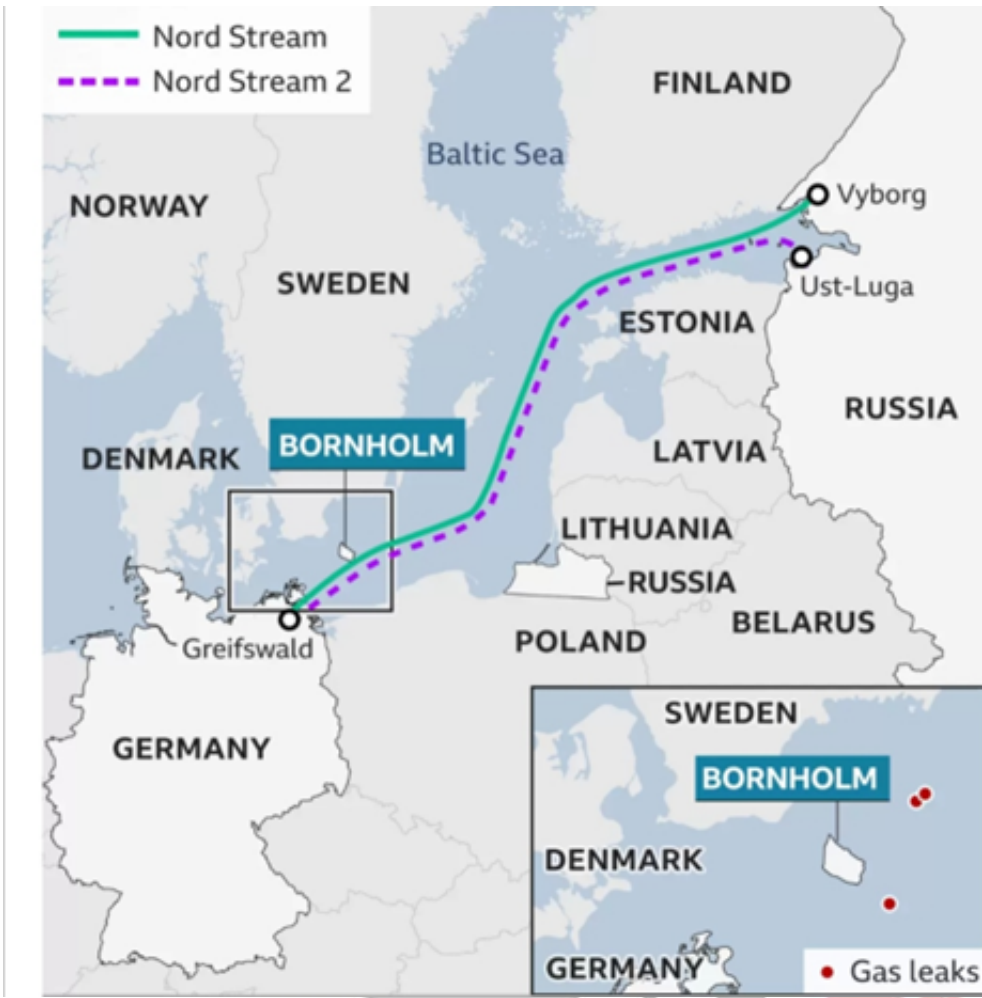 Nord Stream
Nord Stream 2
FINLAND
Baltic Sea
NORWAY
Vyborg
SWEDEN
Ust-Luga
ESTONIA
RUSSIA
BORNHOLM
DENMARK
LATVIA
LITHUANIA
RUSSIA
BELARUS
POLAND
Greifswald
GERMANY
SWEDEN
BORNHOLM
DENMARK
GERMANY
Gas leaks